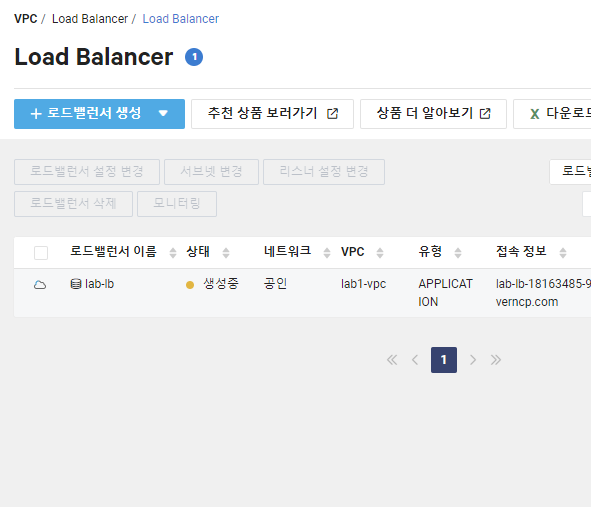 VPC / Load Balancer / Load Balancer
Load Balancer 1
+ 로드밸런서 생성 추천 상품 보러가기 상품 더 알아보기 X 다운로드
로드밸런서 설정 변경 서브넷 변경 리스너 설정 변경 로드밸
로드밸런서 삭제 모니터링
로드밸런서 이름 상태 네트워크 VPC 유형 접속 정보
lab-lb 생성중 공인 lab1-vpc APPLICAT lab-lb-18163485-9
ION verncp.com
1